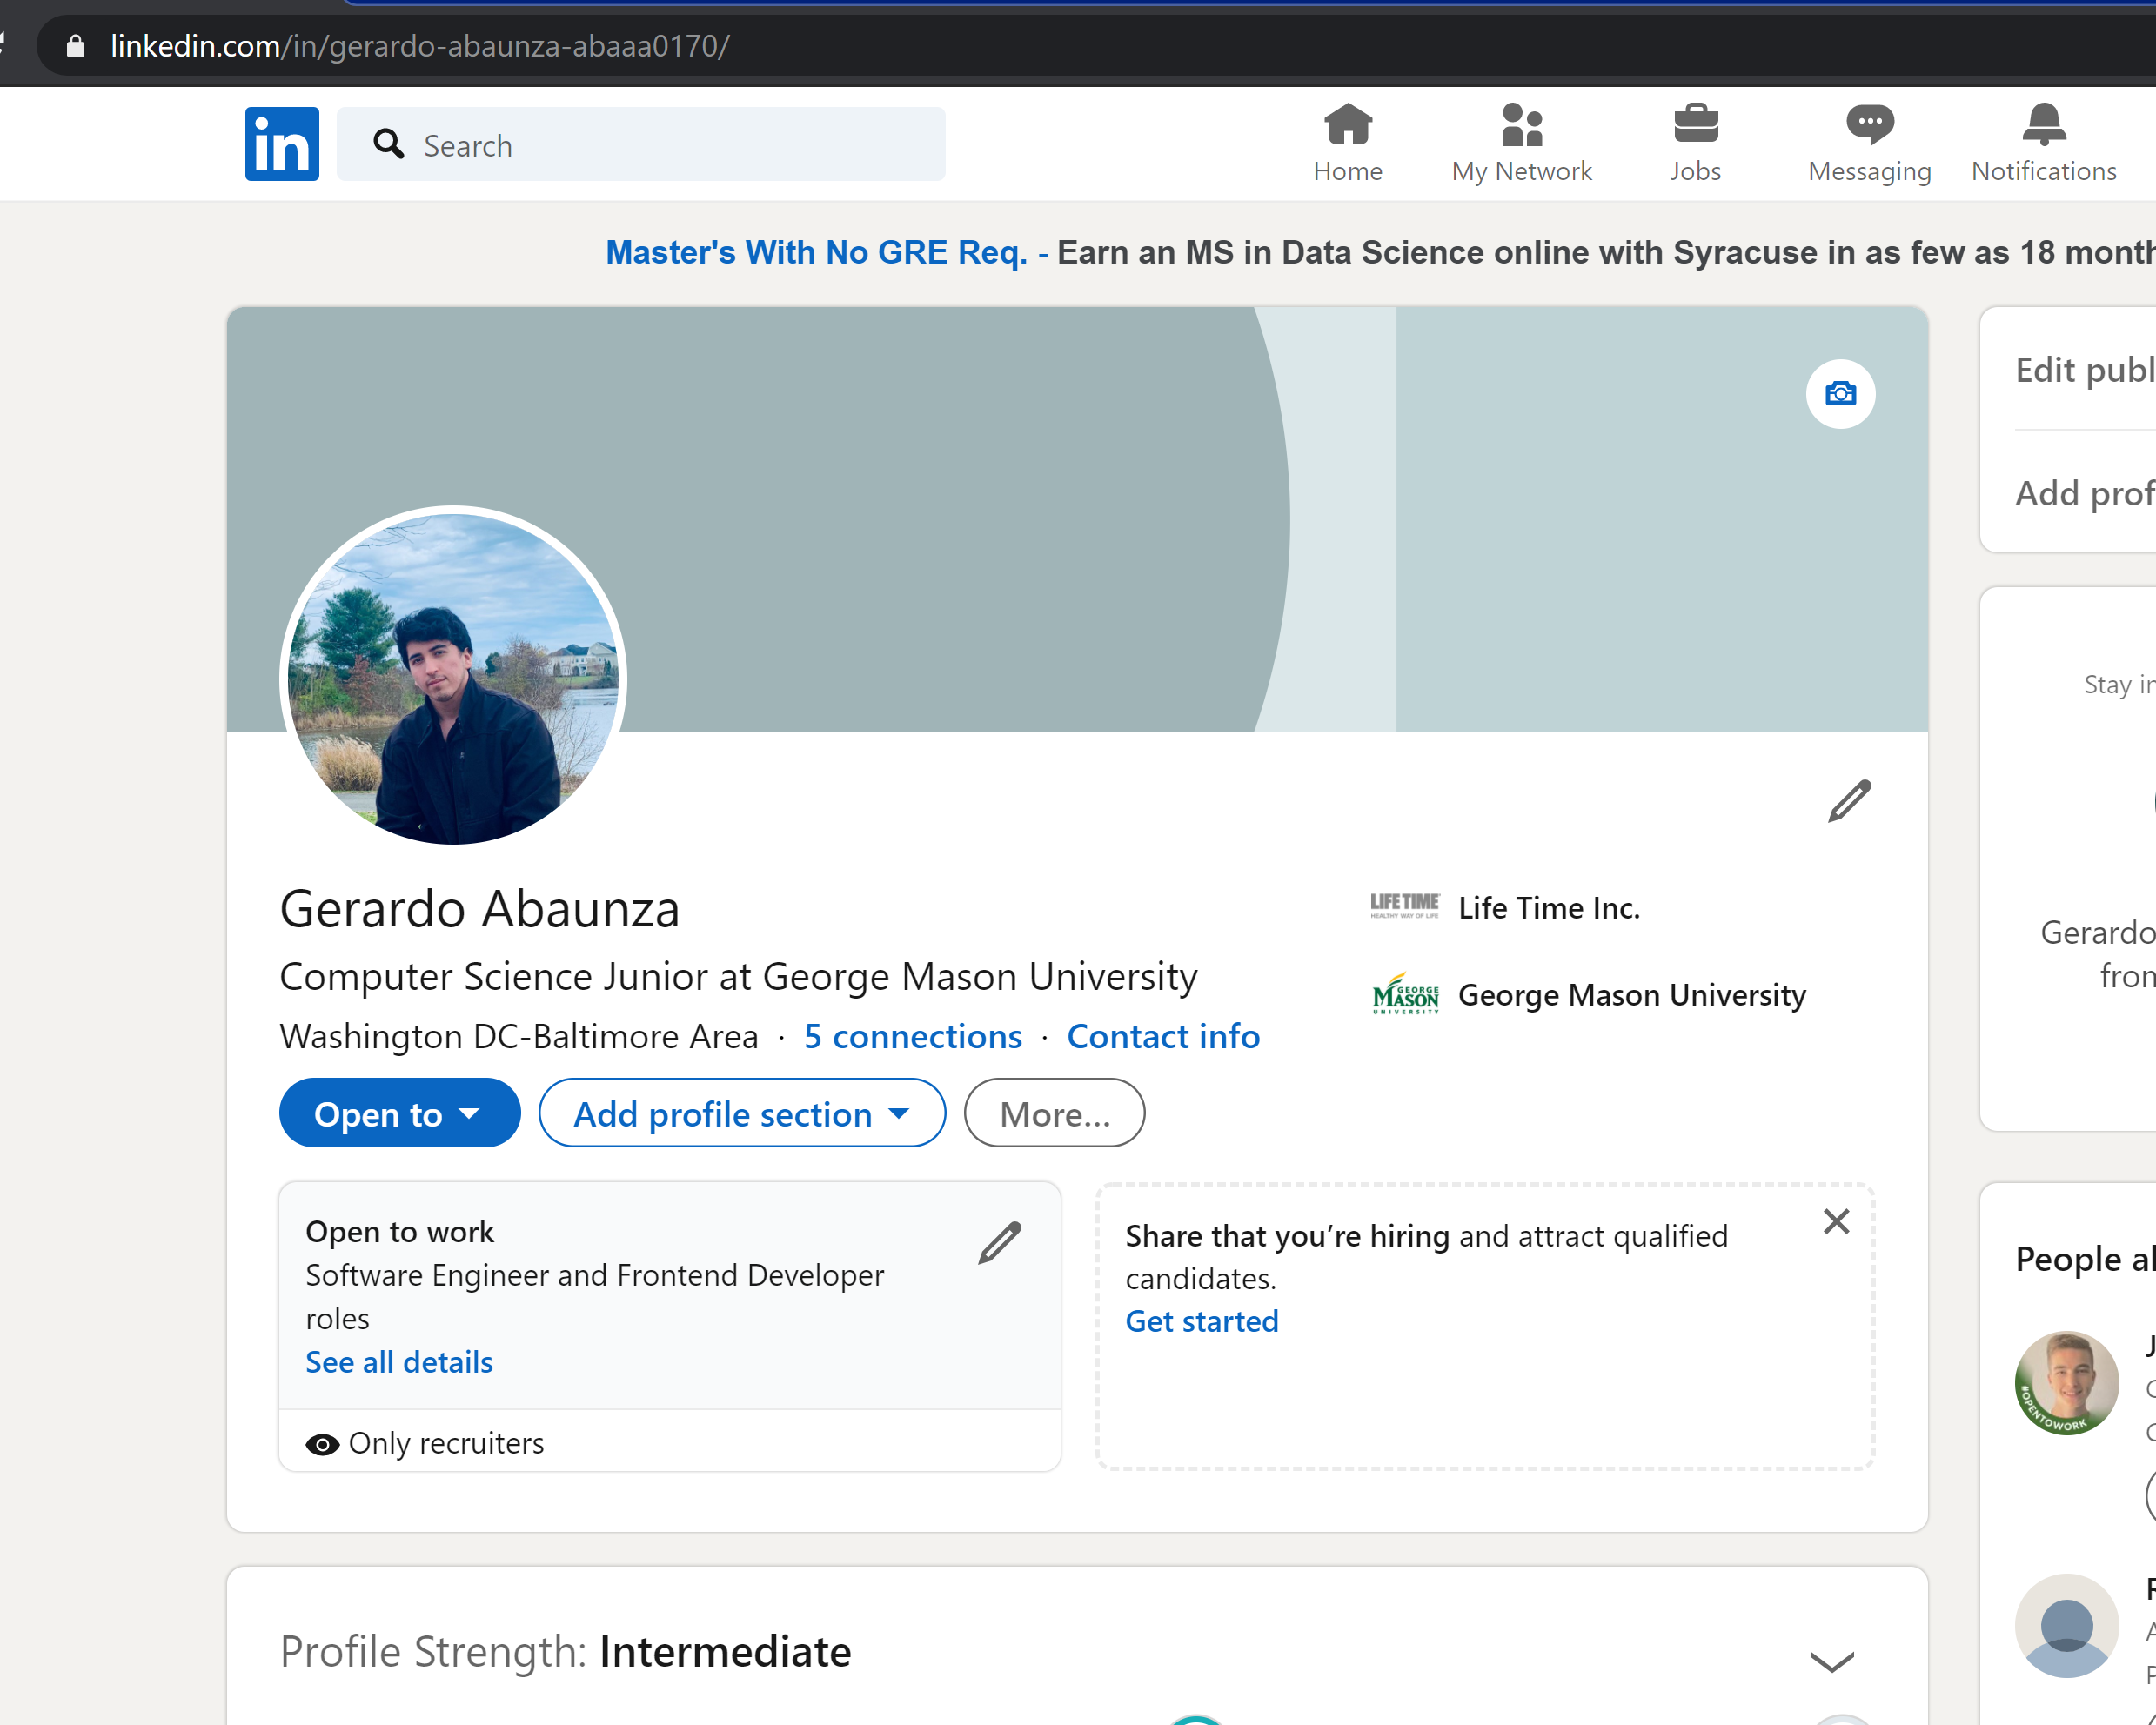 linkedin.com/in/gerardo-abaunza-abaaa0170/
in
Search
Home
My Network
Jobs
Messaging
Notifications
Master's With No GRE Req. - Earn an MS in Data Science online with Syracuse in as few as 18 month
Edit publ
Add prof
Stay in
Gerardo
from
Gerardo Abaunza
Computer Science Junior at George Mason University
Washington DC-Baltimore Area · 5 connections · Contact info
LIFE TIME
HEALTHY WAY OF LIFE
Life Time Inc.
GEORGE
MASON
UNIVERSITY
George Mason University
Open to
Add profile section
More...
Open to work
Software Engineer and Frontend Developer
roles
See all details
Only recruiters
Share that you’re hiring and attract qualified
candidates.
Get started
People al
#OPENTOWORK
Profile Strength: Intermediate